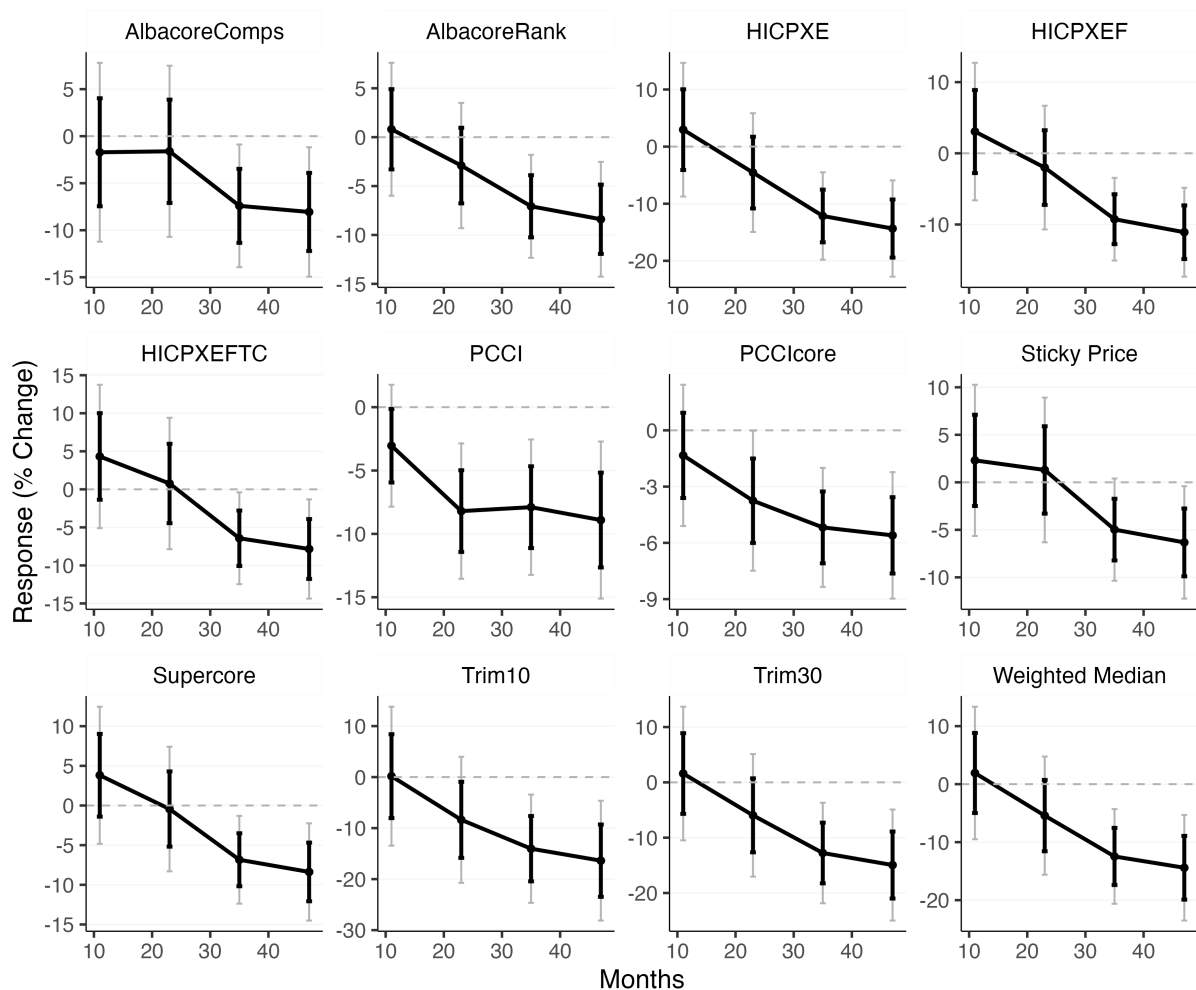 AlbacoreComps AlbacoreRank HICPXE HICPXEF
5 5 10 10
0 0 0 0
-5 -5 -10 -10
-10 -10 -20
-15 -15
10 20 30 40 10 20 30 40 10 20 30 40 10 20 30 40
HICPXEFTC PCCI PCCIcore Sticky Price
15 0 0 10
10 -5 -3 5
5 -10 -6 0
0 -15 -9 -5
-5 -10
-10
-15
10 20 30 40 10 20 30 40 10 20 30 40 10 20 30 40
Supercore Trim10 Trim30 Weighted Median
10 10 10 10
5 0 0 0
0 -10 -10 -10
-5 -20 -20 -20
-10 -30
-15
10 20 30 40 10 20 30 40 10 20 30 40 10 20 30 40
Months
Response (% Change)